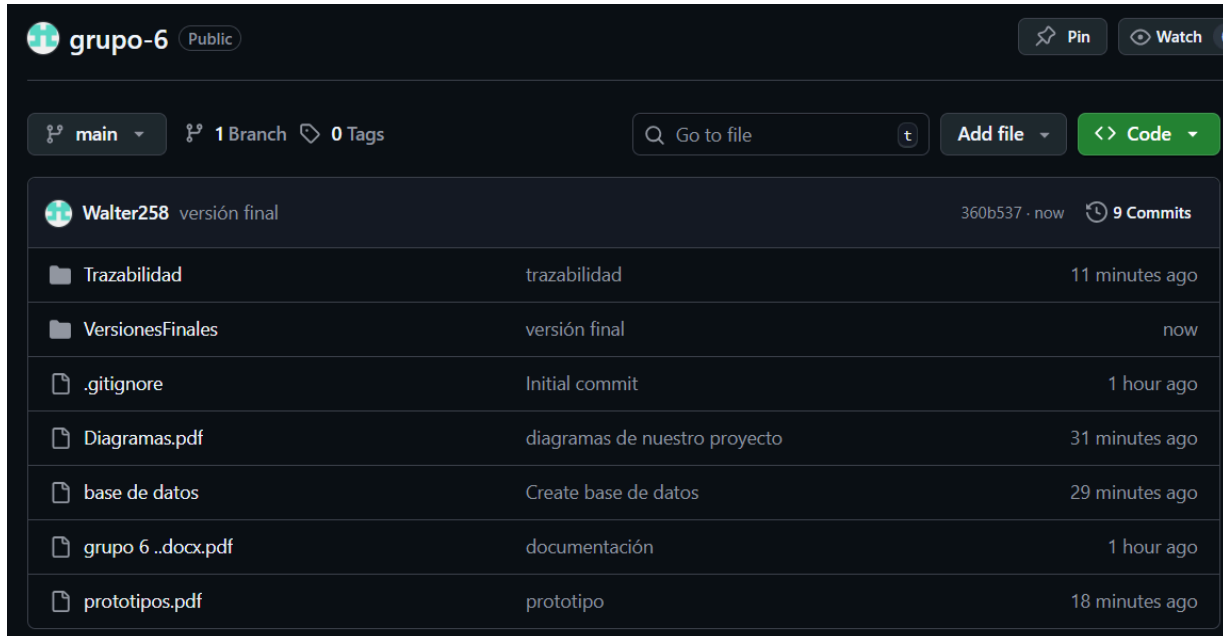 grupo-6 Public Pin Watch
main 1 Branch 0 Tags Go to file t Add file Code
Walter258 versión final 360b537 · now 9 Commits
Trazabilidad trazabilidad 11 minutes ago
VersionesFinales versión final now
.gitignore Initial commit 1 hour ago
Diagramas.pdf diagramas de nuestro proyecto 31 minutes ago
base de datos Create base de datos 29 minutes ago
grupo 6 ..docx.pdf documentación 1 hour ago
prototipos.pdf prototipo 18 minutes ago